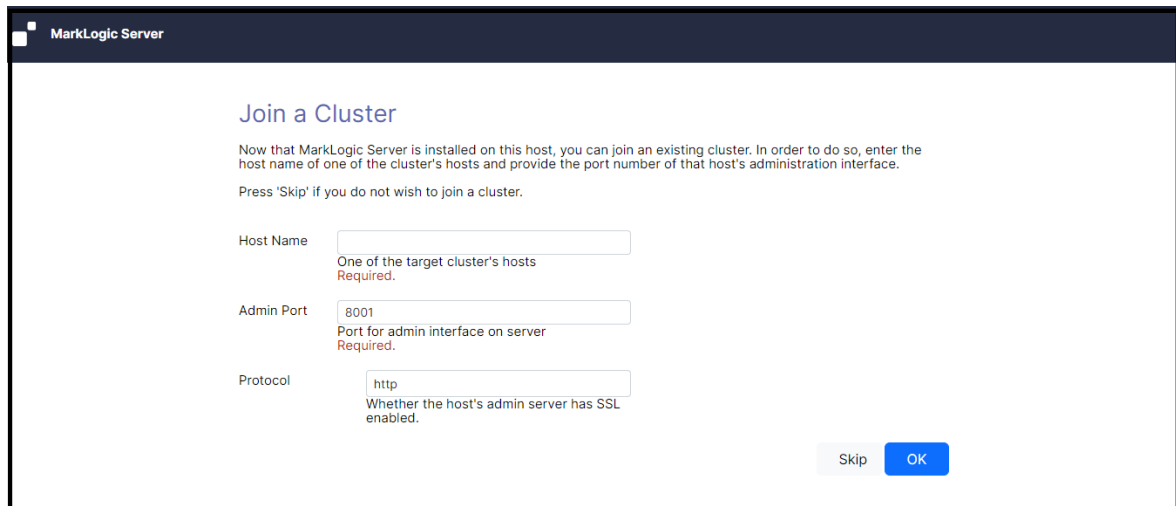 MarkLogic Server
Join a Cluster
Now that MarkLogic Server is installed on this host, you can join an existing cluster. In order to do so, enter the
host name of one of the cluster's hosts and provide the port number of that host's administration interface.
Press 'Skip' if you do not wish to join a cluster.
Host Name
One of the target cluster's hosts
Required.
Admin Port 8001
Port for admin interface on server
Required.
Protocol http
Whether the host's admin server has SSL
enabled.
Skip OK